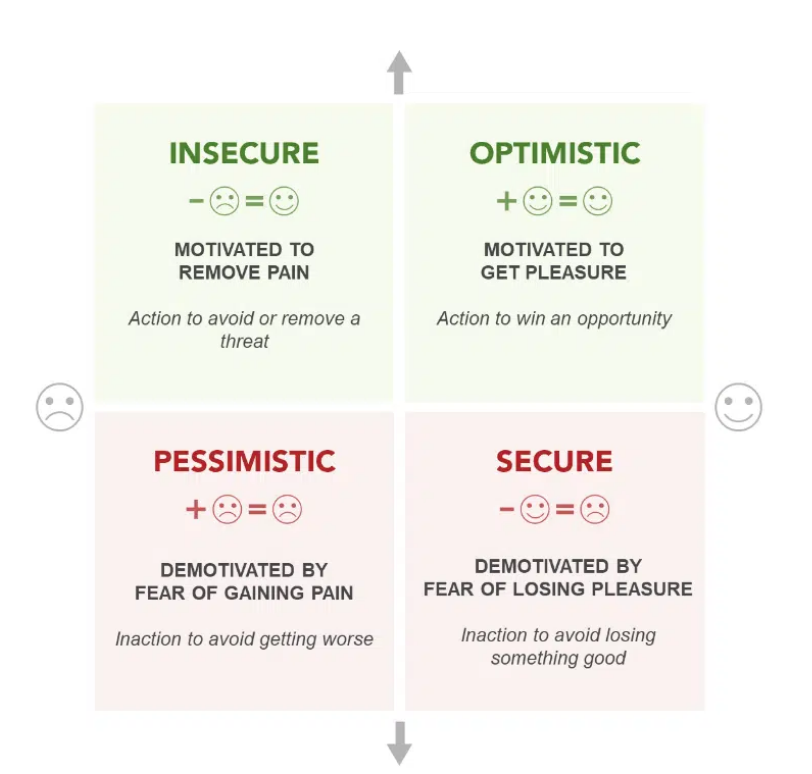 INSECURE
MOTIVATED TO
REMOVE PAIN
Action to avoid or remove a
threat
OPTIMISTIC
MOTIVATED TO
GET PLEASURE
Action to win an opportunity
PESSIMISTIC
DEMOTIVATED BY
FEAR OF GAINING PAIN
Inaction to avoid getting worse
SECURE
DEMOTIVATED BY
FEAR OF LOSING PLEASURE
Inaction to avoid losing
something good